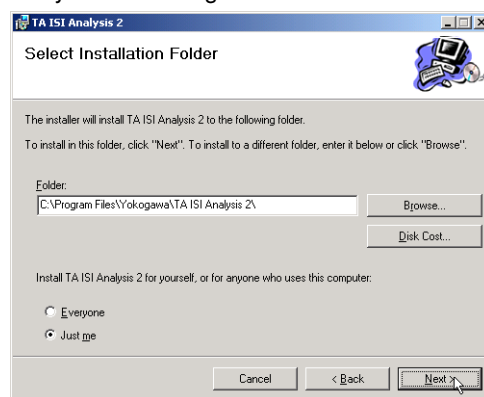 TA ISI Analysis 2
Select Installation Folder
The installer will install TA ISI Analysis 2 to the following folder.
To install in this folder, click "Next". To install to a different folder, enter it below or click "Browse".
Folder:
C:\Program Files\Yokogawa\TA ISI Analysis 2\
Browse...
Disk Cost...
Install TA ISI Analysis 2 for yourself, or for anyone who uses this computer:
Everyone
Just me
Cancel
< Back
Next >